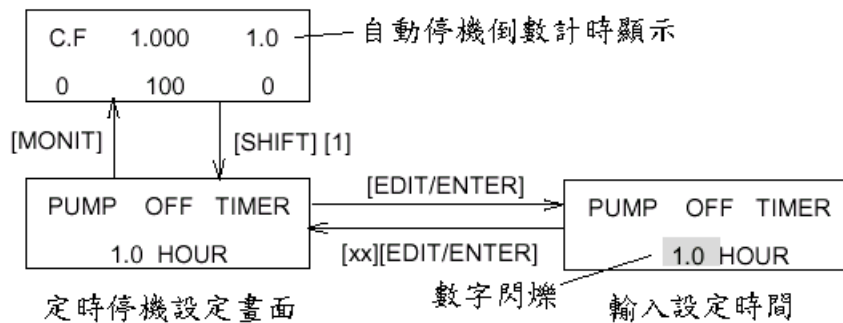 C.F 1.000 1.0
自動停機倒數計時顯示
0 100 0
[MONIT]
[SHIFT] [1]
PUMP OFF TIMER
1.0 HOUR
[EDIT/ENTER]
[xx][EDIT/ENTER]
PUMP OFF TIMER
1.0 HOUR
定時停機設定畫面
數字閃爍
輸入設定時間